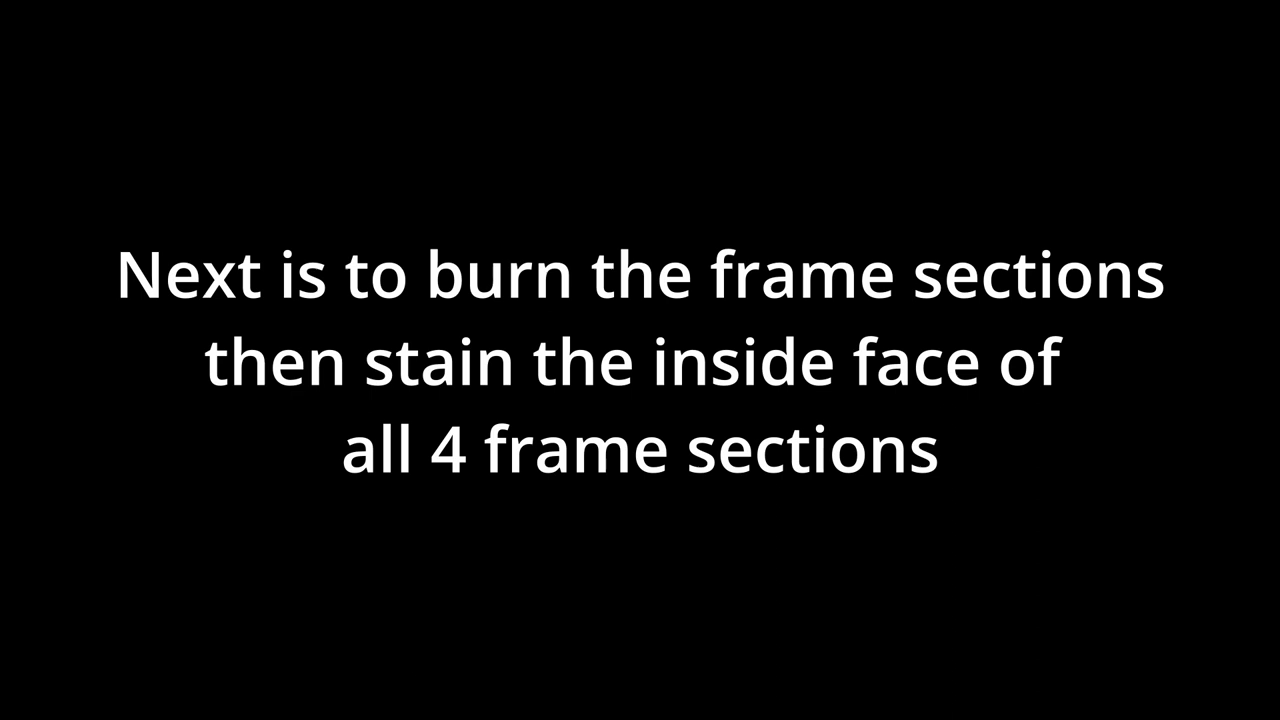 Next is to burn the frame sections
then stain the inside face of
all 4 frame sections